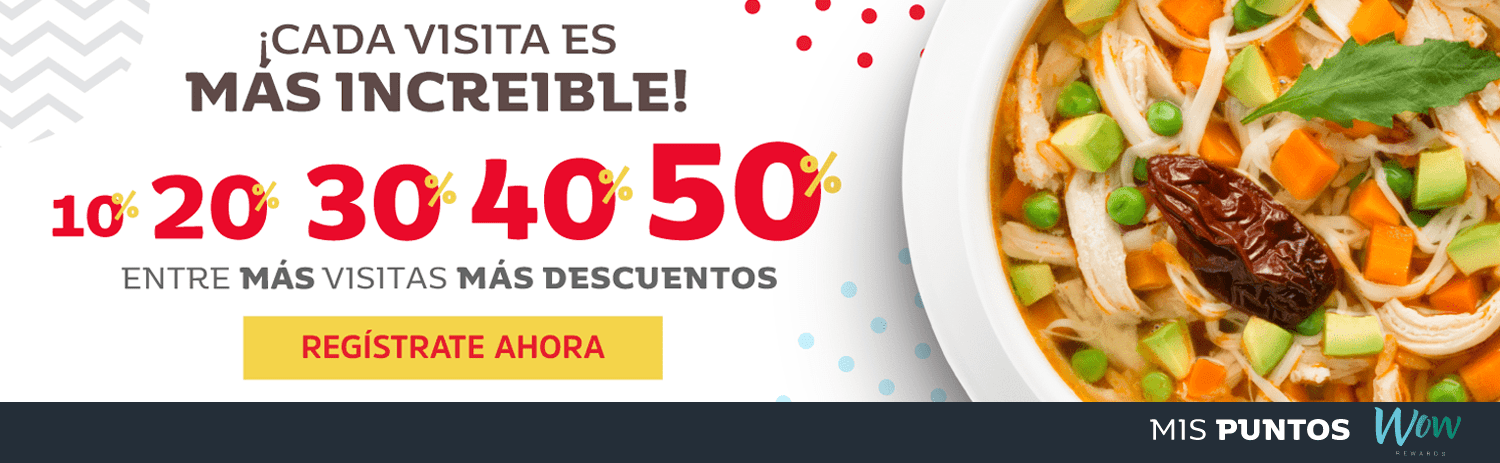 ¡CADA VISITA ES
MÁS INCREIBLE!
10% 20% 30% 40% 50%
ENTRE MÁS VISITAS MÁS DESCUENTOS
REGÍSTRATE AHORA
MIS PUNTOS Wow
REWARDS